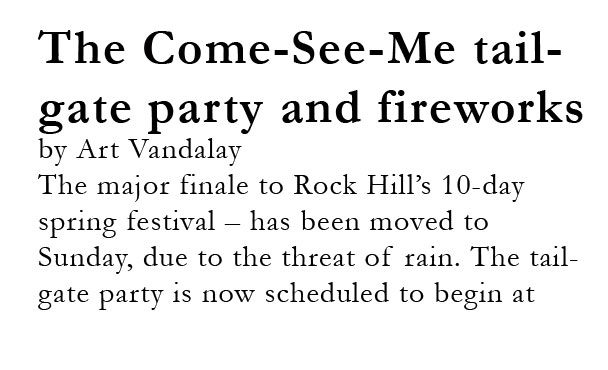 The Come-See-Me tail-
gate party and fireworks
by Art Vandalay
The major finale to Rock Hill’s 10-day
spring festival – has been moved to
Sunday, due to the threat of rain. The tail-
gate party is now scheduled to begin at